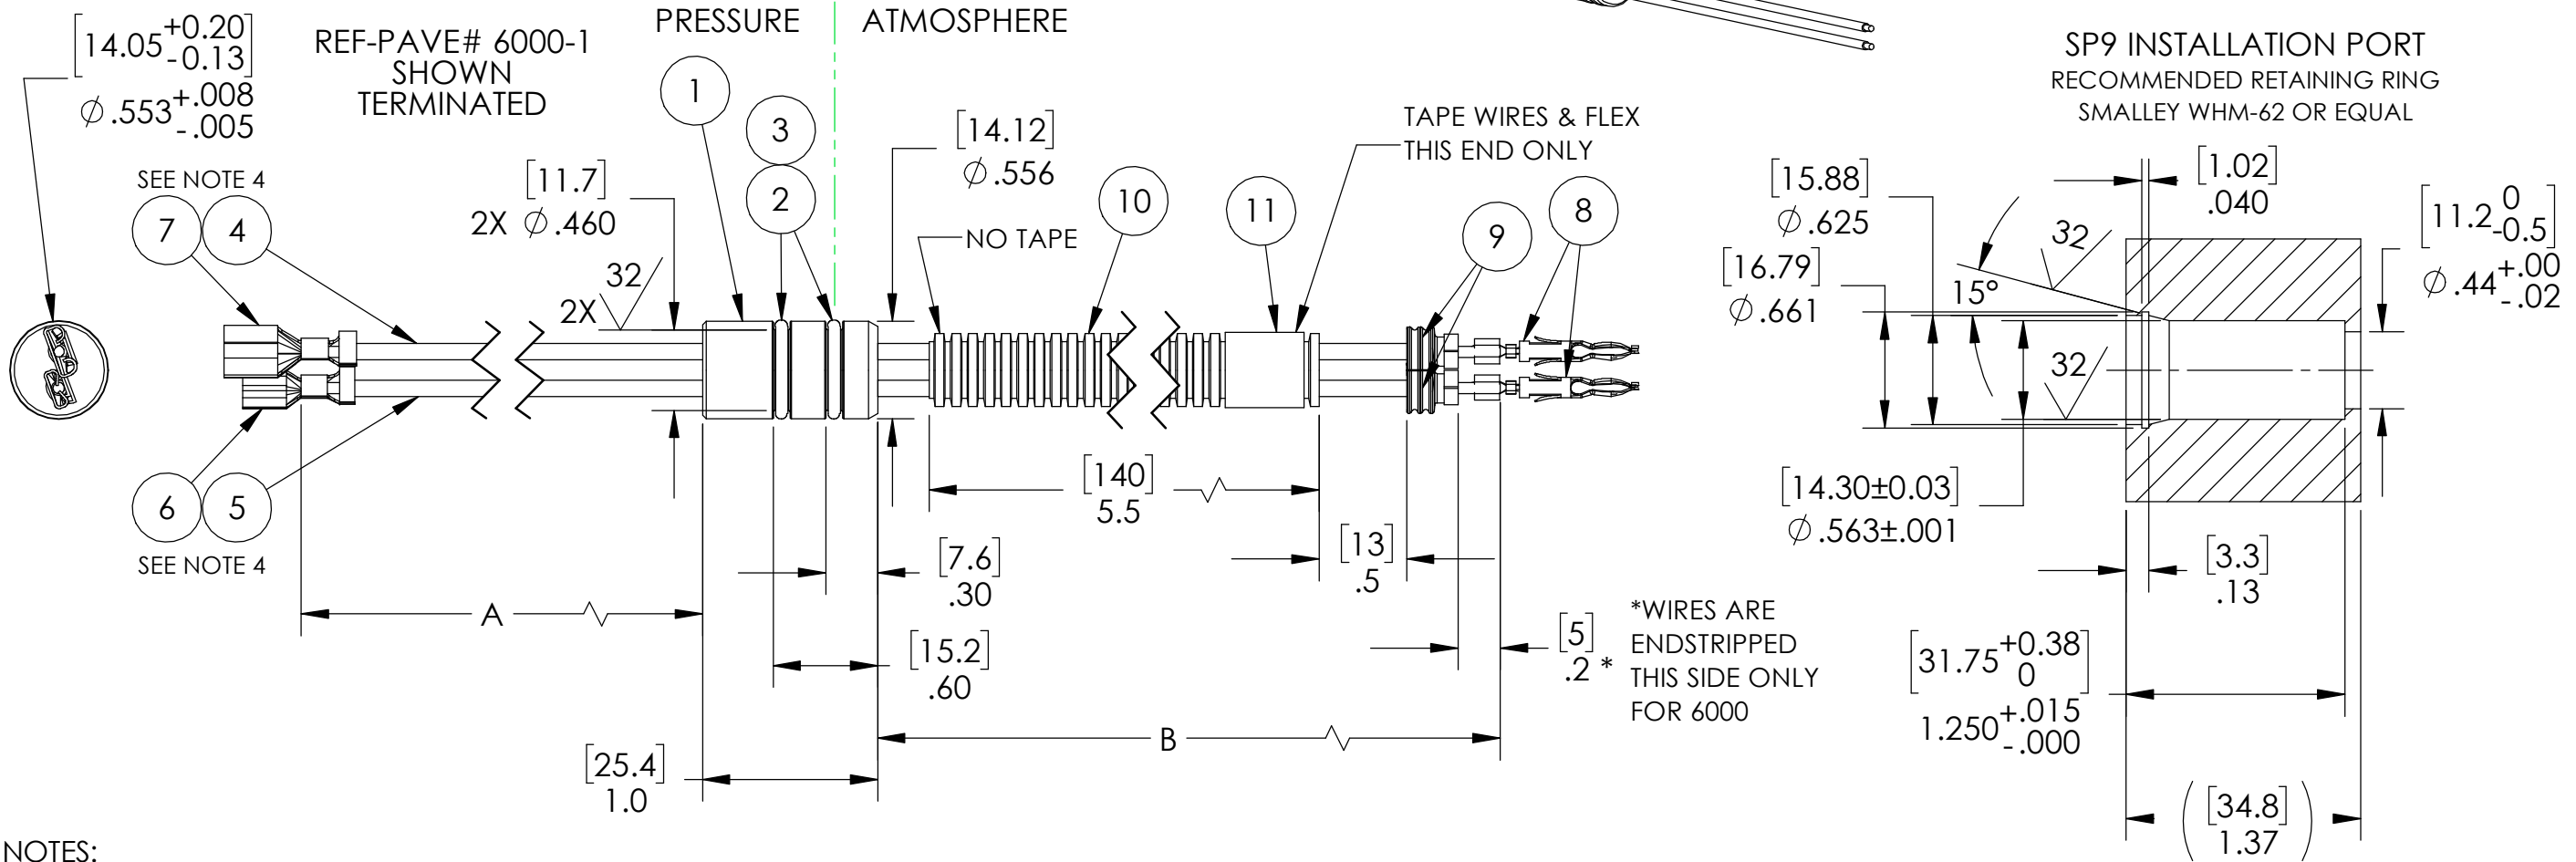 PRESSURE
ATMOSPHERE
[14.05 +0.20 -0.13]
∅ .553 +.008 -.005
REF-PAVE# 6000-1
SHOWN
TERMINATED
SEE NOTE 4
7
4
6
5
SEE NOTE 4
1
3
2
[11.7]
2X ∅ .460
32
2X
[14.12]
∅ .556
NO TAPE
10
11
TAPE WIRES & FLEX
THIS END ONLY
9
8
A
[140]
5.5
[13]
.5
[7.6]
.30
[15.2]
.60
[25.4]
1.0
B
[5]
.2 *
*WIRES ARE
ENDSTRIPPED
THIS SIDE ONLY
FOR 6000
SP9 INSTALLATION PORT
RECOMMENDED RETAINING RING
SMALLEY WHM-62 OR EQUAL
[15.88]
∅ .625
[16.79]
∅ .661
15°
32
32
[1.02]
.040
[11.2 0 -0.5]
∅ .44 +.00 -.02
[14.30±0.03]
∅ .563±.001
[3.3]
.13
[31.75 +0.38 0]
1.250 +.015 -.000
([34.8]
1.37)
NOTES: